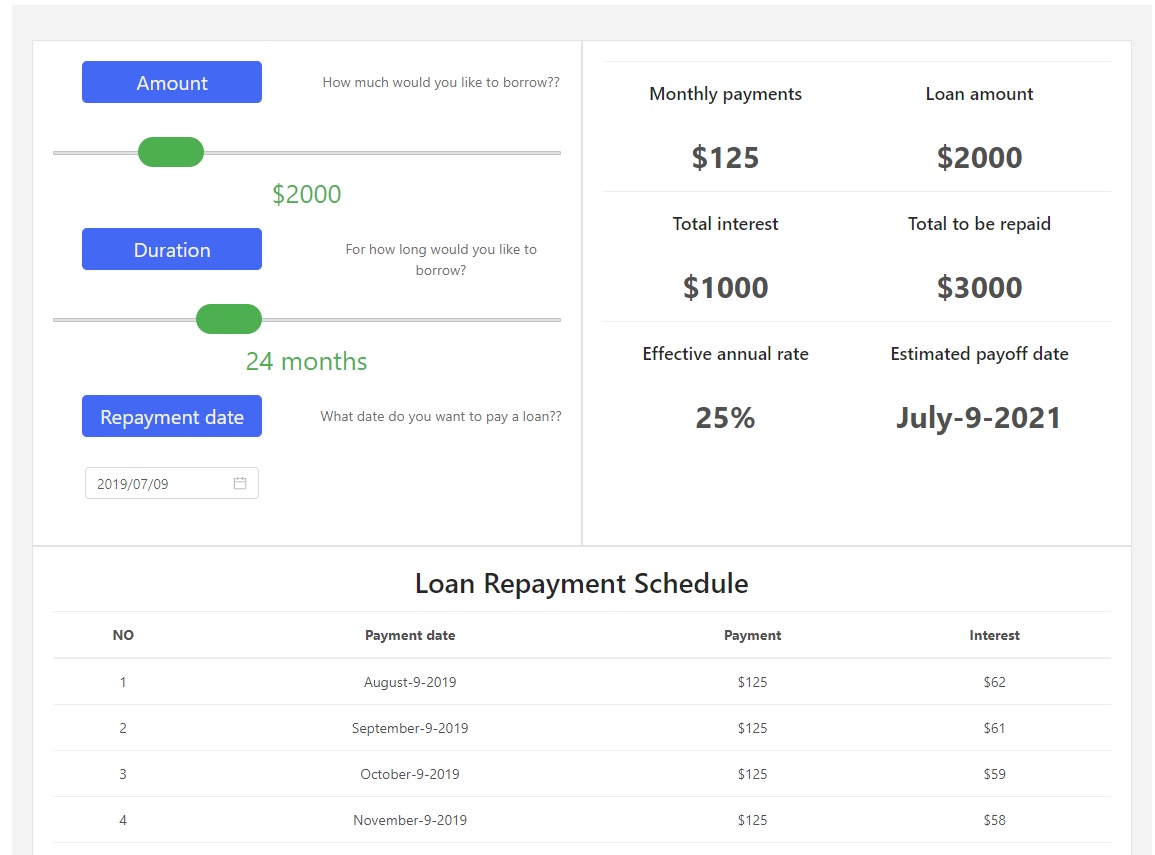 Amount
How much would you like to borrow??
$2000
Duration
For how long would you like to
borrow?
24 months
Repayment date
What date do you want to pay a loan??
2019/07/09
Monthly payments
Loan amount
$125
$2000
Total interest
Total to be repaid
$1000
$3000
Effective annual rate
Estimated payoff date
25%
July-9-2021
Loan Repayment Schedule
NO Payment date Payment Interest
1 August-9-2019 $125 $62
2 September-9-2019 $125 $61
3 October-9-2019 $125 $59
4 November-9-2019 $125 $58